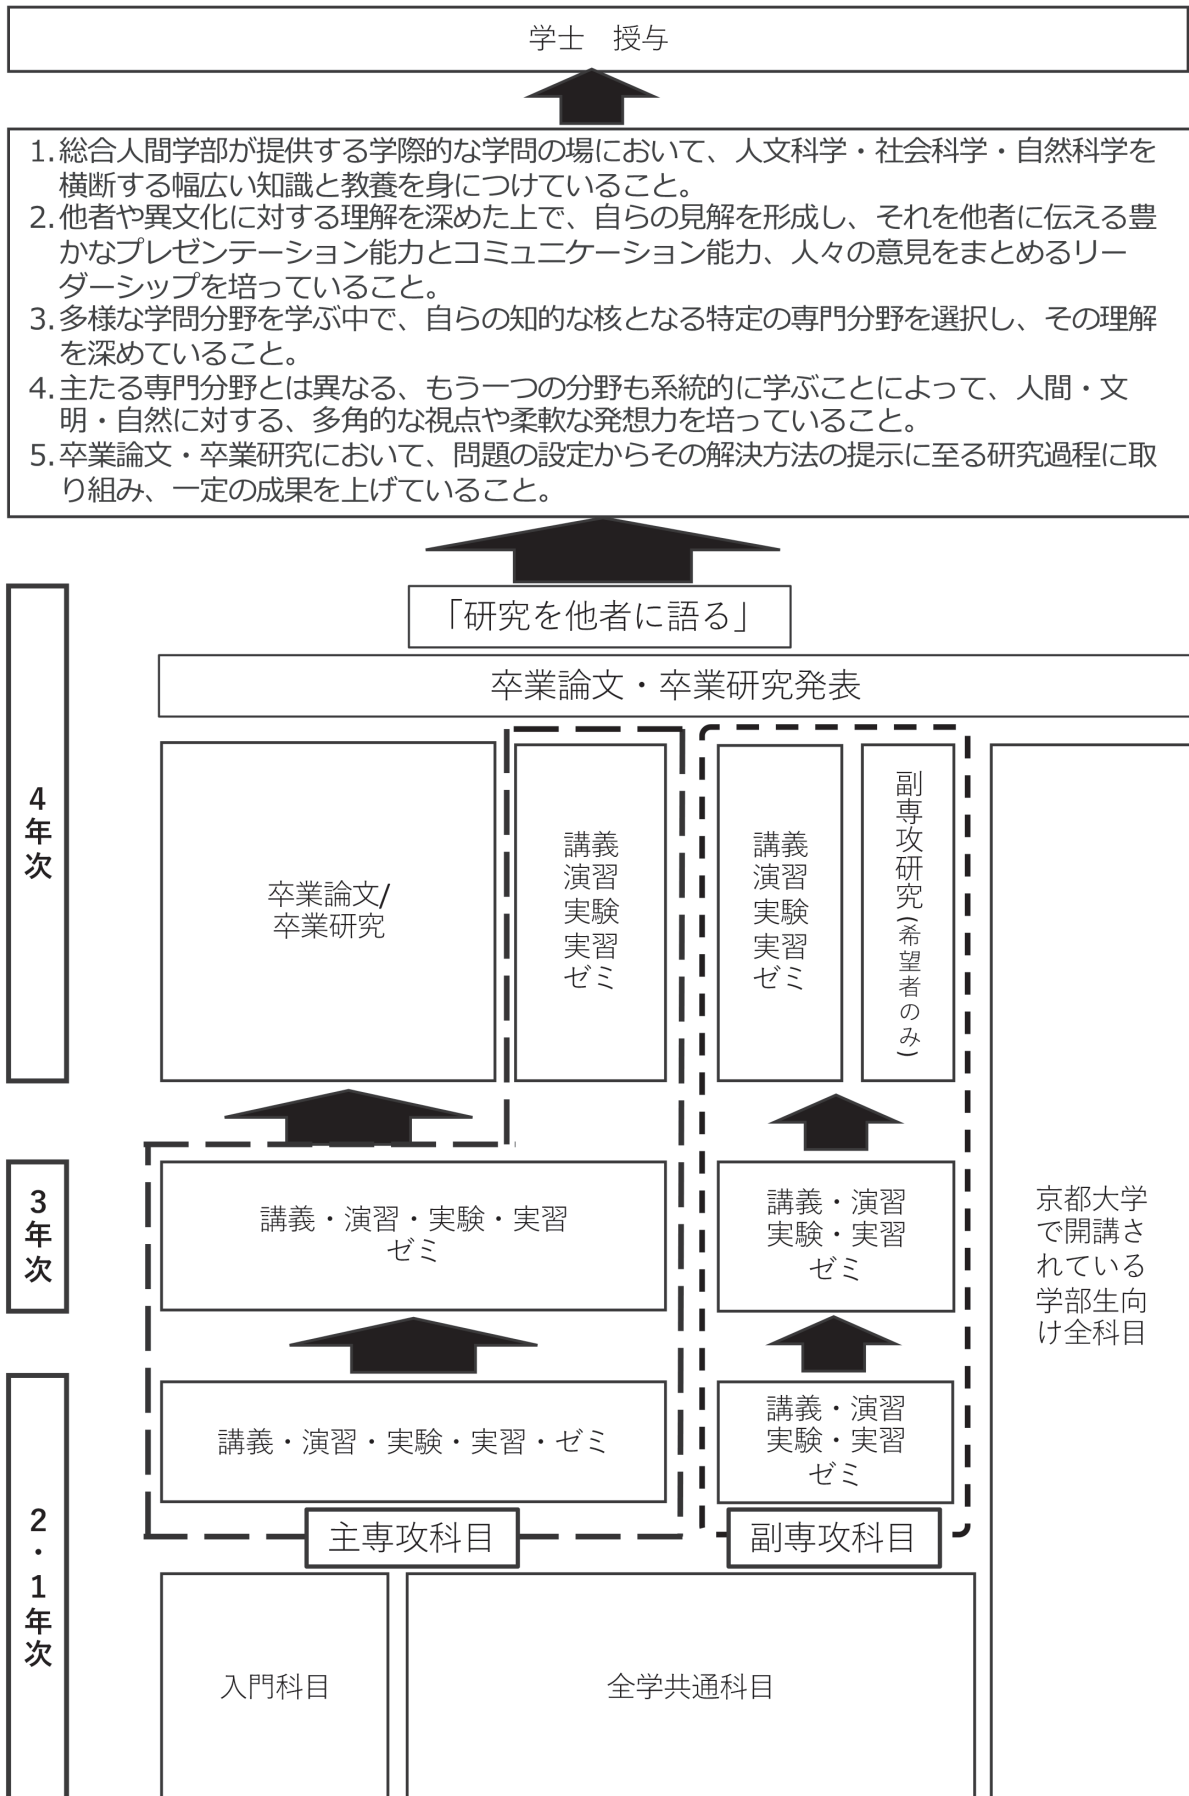 学士　授与
1. 総合人間学部が提供する学際的な学問の場において、人文科学・社会科学・自然科学を
横断する幅広い知識と教養を身につけていること。
2. 他者や異文化に対する理解を深めた上で、自らの見解を形成し、それを他者に伝える豊
かなプレゼンテーション能力とコミュニケーション能力、人々の意見をまとめるリー
ダーシップを培っていること。
3. 多様な学問分野を学ぶ中で、自らの知的な核となる特定の専門分野を選択し、その理解
を深めていること。
4. 主たる専門分野とは異なる、もう一つの分野も系統的に学ぶことによって、人間・文
明・自然に対する、多角的な視点や柔軟な発想力を培っていること。
5. 卒業論文・卒業研究において、問題の設定からその解決方法の提示に至る研究過程に取
り組み、一定の成果を上げていること。
「研究を他者に語る」
卒業論文・卒業研究発表
4年次
卒業論文/
卒業研究
講義
演習
実験
実習
ゼミ
講義
演習
実験
実習
ゼミ
副専攻研究(希望者のみ)
3年次
講義・演習・実験・実習
ゼミ
講義・演習
実験・実習
ゼミ
京都大学
で開講さ
れている
学部生向
け全科目
2・1年次
講義・演習・実験・実習・ゼミ
講義・演習
実験・実習
ゼミ
主専攻科目
副専攻科目
入門科目
全学共通科目